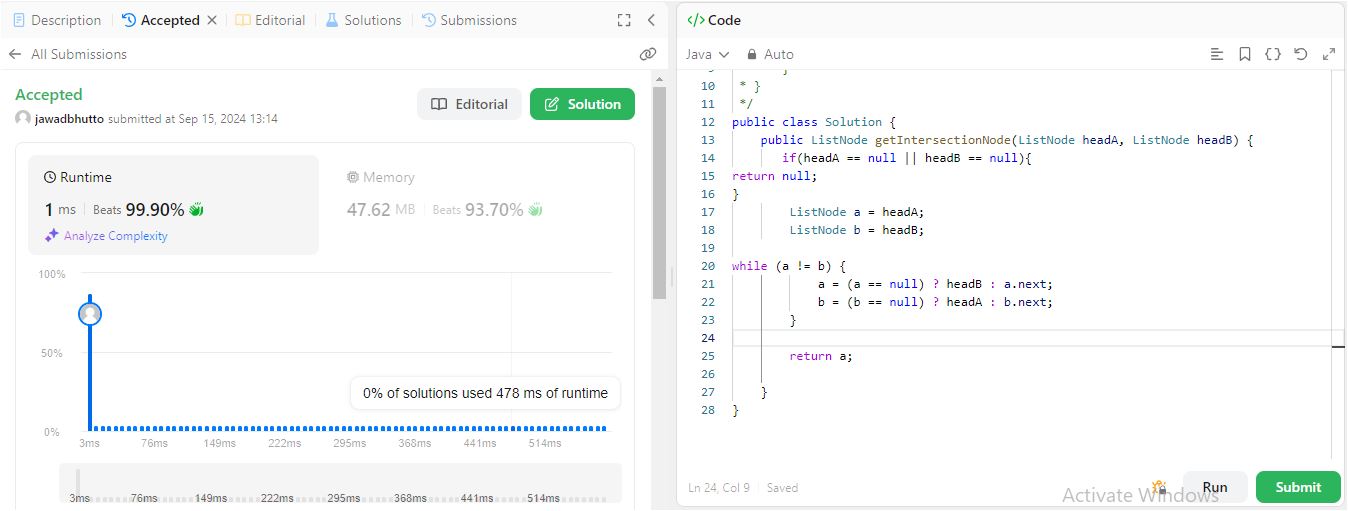 Description Accepted Editorial Solutions Submissions
All Submissions
Accepted
jawadbhutto submitted at Sep 15, 2024 13:14
Editorial
Solution
Runtime
1 ms Beats 99.90%
Analyze Complexity
Memory
47.62 MB Beats 93.70%
100%
50%
0%
0% of solutions used 478 ms of runtime
3ms 76ms 149ms 222ms 295ms 368ms 441ms 514ms
3ms 76ms 149ms 222ms 295ms 368ms 441ms 514ms
</> Code
Java Auto
10 * }
11 */
12 public class Solution {
13 public ListNode getIntersectionNode(ListNode headA, ListNode headB) {
14 if(headA == null || headB == null){
15 return null;
16 }
17 ListNode a = headA;
18 ListNode b = headB;
19
20 while (a != b) {
21 a = (a == null) ? headB : a.next;
22 b = (b == null) ? headA : b.next;
23 }
24
25 return a;
26
27 }
28 }
Ln 24, Col 9 Saved
Run
Submit
Activate Windows